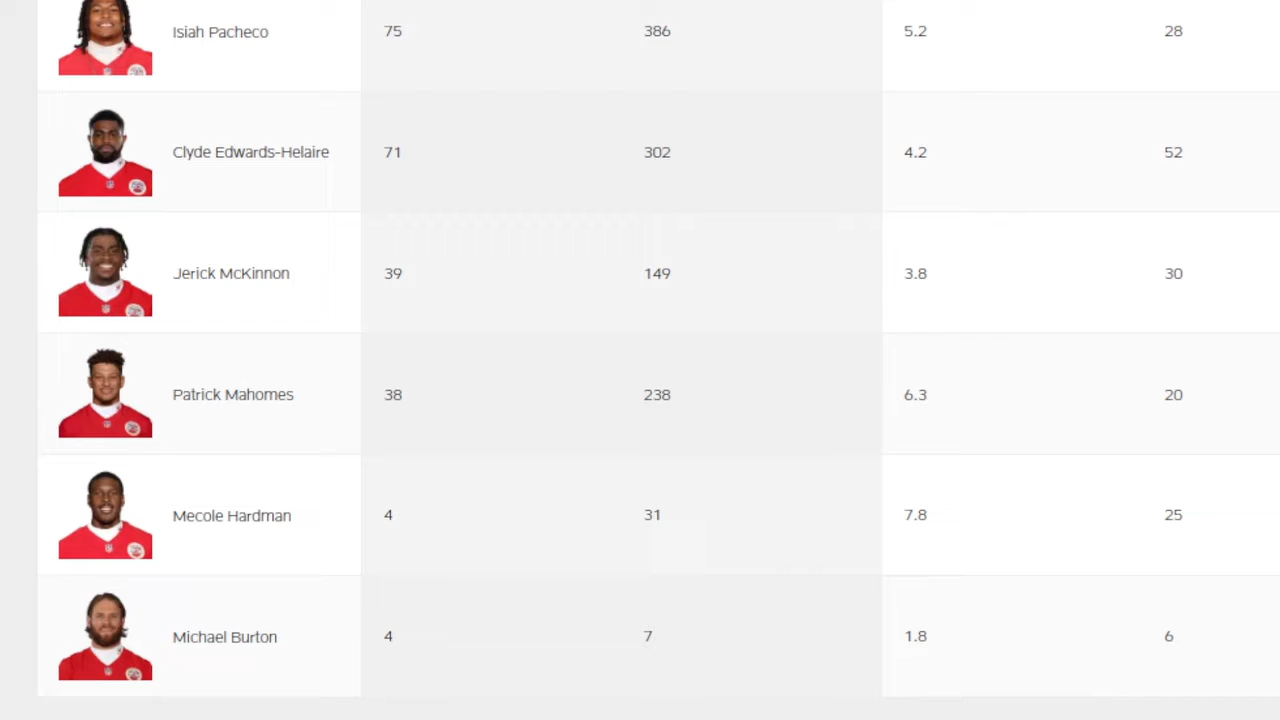 Isiah Pacheco 75 386 5.2 28
Clyde Edwards-Helaire 71 302 4.2 52
Jerick McKinnon 39 149 3.8 30
Patrick Mahomes 38 238 6.3 20
Mecole Hardman 4 31 7.8 25
Michael Burton 4 7 1.8 6